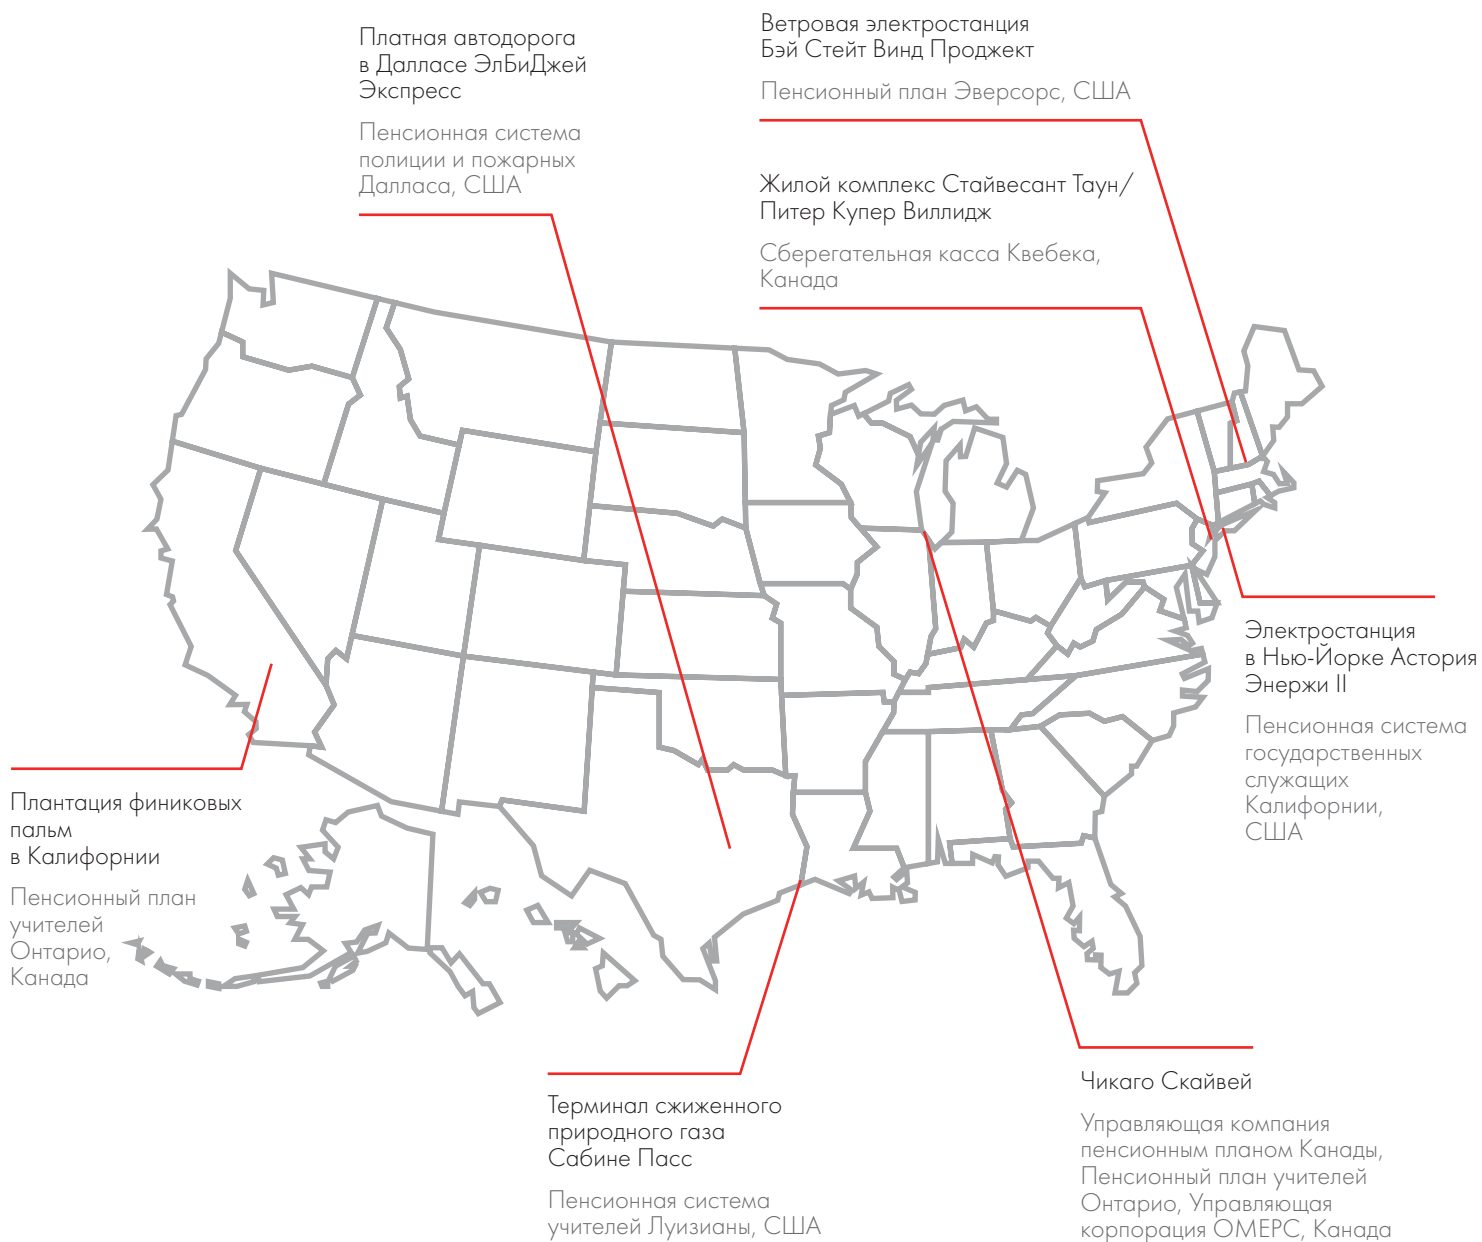 Платная автодорога
в Далласе ЭлБиДжей
Экспресс
Пенсионная система
полиции и пожарных
Далласа, США
Ветровая электростанция
Бэй Стейт Винд Проджект
Пенсионный план Эверсорс, США
Жилой комплекс Стайвесант Таун/
Питер Купер Виллидж
Сберегательная касса Квебека,
Канада
Электростанция
в Нью-Йорке Астория
Энержи II
Пенсионная система
государственных
служащих
Калифорнии,
США
Плантация финиковых
пальм
в Калифорнии
Пенсионный план
учителей
Онтарио,
Канада
Терминал сжиженного
природного газа
Сабине Пасс
Пенсионная система
учителей Луизианы, США
Чикаго Скайвей
Управляющая компания
пенсионным планом Канады,
Пенсионный план учителей
Онтарио, Управляющая
корпорация ОМЕРС, Канада